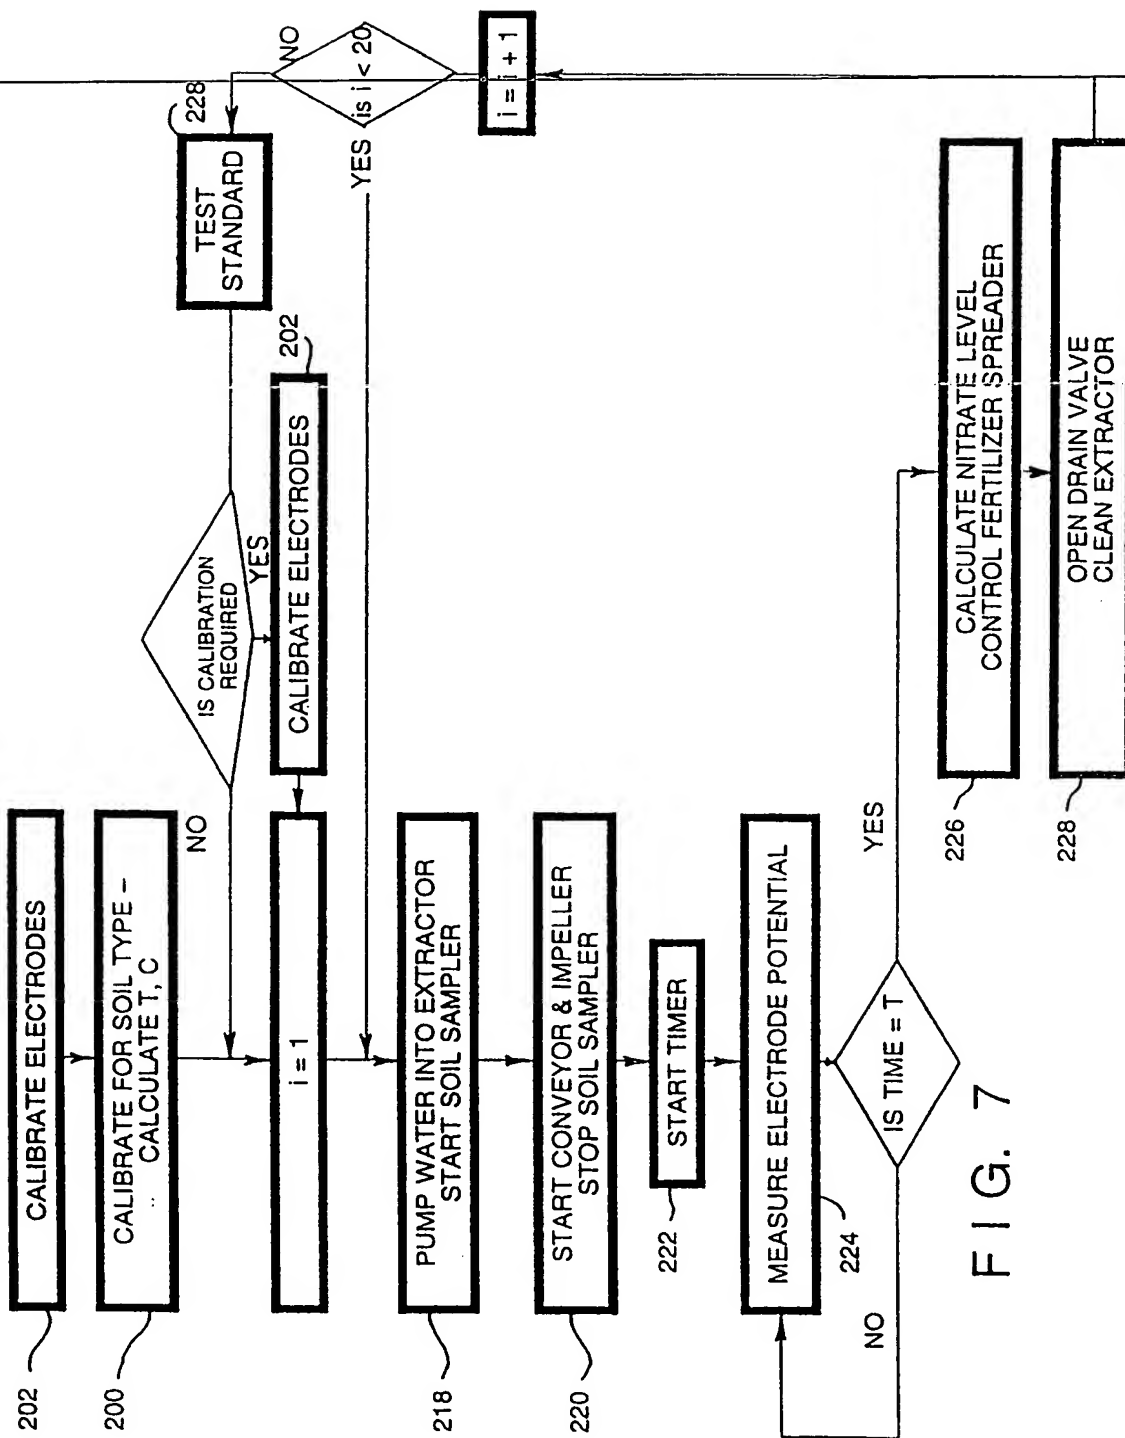 202
CALIBRATE ELECTRODES
200
CALIBRATE FOR SOIL TYPE –
CALCULATE T, C
NO
IS CALIBRATION
REQUIRED
YES
TEST
STANDARD
228
CALIBRATE ELECTRODES
202
i = 1
NO
is i < 20
YES
i = i + 1
218
PUMP WATER INTO EXTRACTOR
START SOIL SAMPLER
220
START CONVEYOR & IMPELLER
STOP SOIL SAMPLER
222
START TIMER
224
MEASURE ELECTRODE POTENTIAL
IS TIME = T
NO
YES
226
CALCULATE NITRATE LEVEL
CONTROL FERTILIZER SPREADER
228
OPEN DRAIN VALVE
CLEAN EXTRACTOR
FIG. 7